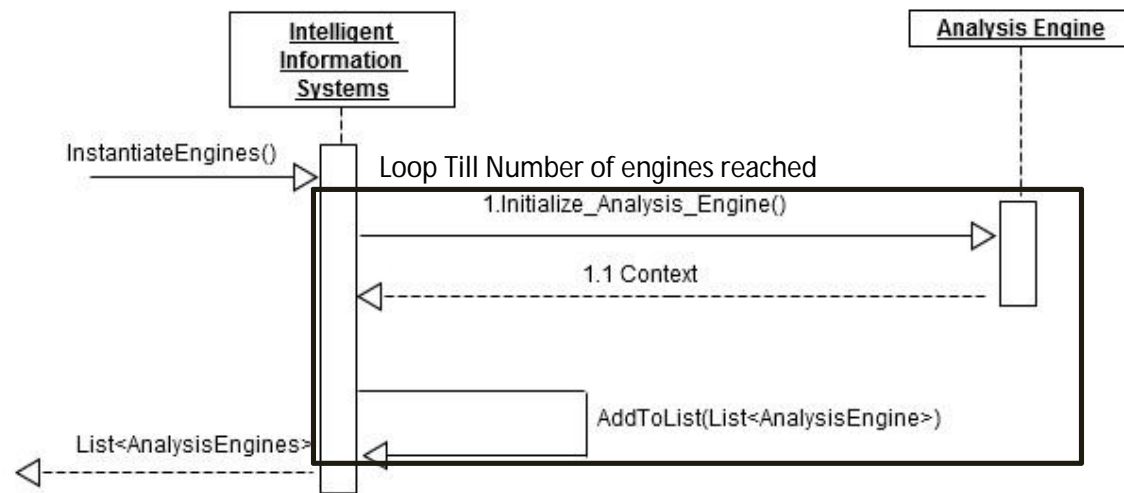 Intelligent
Information
Systems
Analysis Engine
InstantiateEngines()
Loop Till Number of engines reached
1.Initialize_Analysis_Engine()
1.1 Context
AddToList(List<AnalysisEngine>)
List<AnalysisEngines>